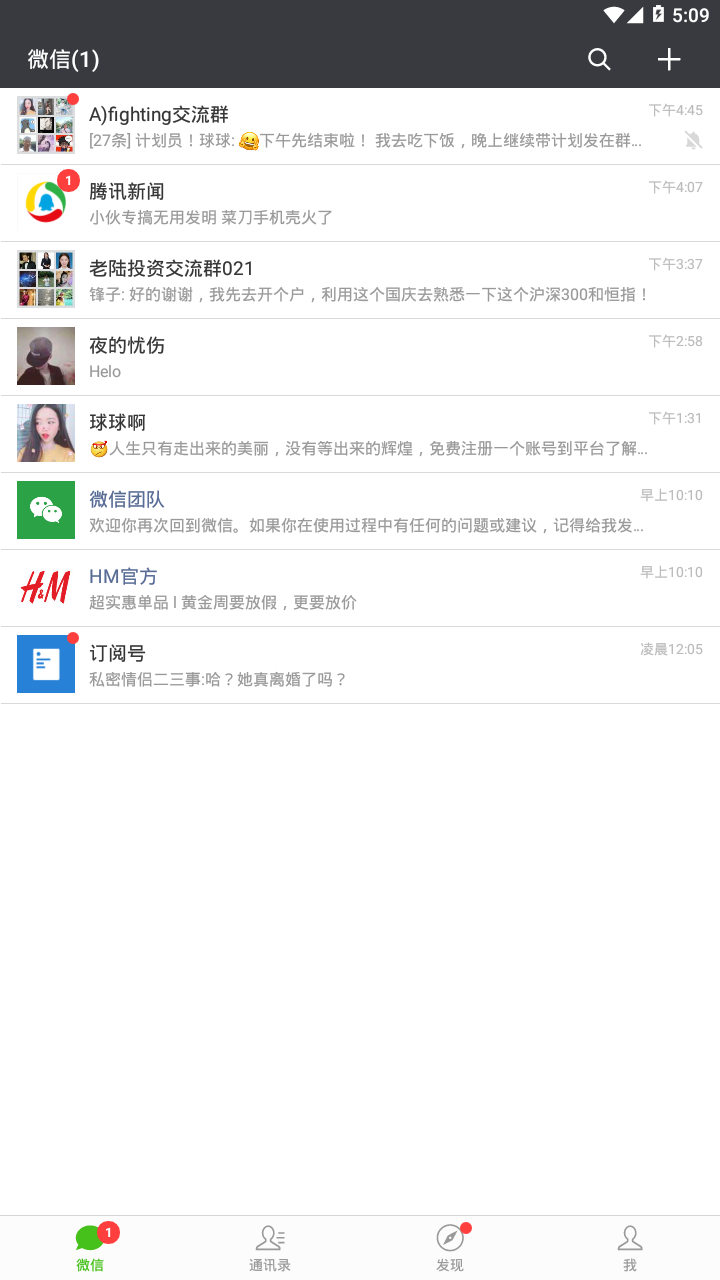 5:09
微信(1)
A)fighting交流群
下午4:45
[27条] 计划员！球球: 下午先结束啦！ 我去吃下饭，晚上继续带计划发在群...
1
腾讯新闻
下午4:07
小伙专搞无用发明 菜刀手机壳火了
老陆投资交流群021
下午3:37
锋子: 好的谢谢，我先去开个户，利用这个国庆去熟悉一下这个沪深300和恒指！
夜的忧伤
下午2:58
Helo
球球啊
下午1:31
人生只有走出来的美丽，没有等出来的辉煌，免费注册一个账号到平台了解...
微信团队
早上10:10
欢迎你再次回到微信。如果你在使用过程中有任何的问题或建议，记得给我发...
H&M
HM官方
早上10:10
超实惠单品 l 黄金周要放假，更要放价
订阅号
凌晨12:05
私密情侣二三事:哈？她真离婚了吗？
1
微信
通讯录
发现
我